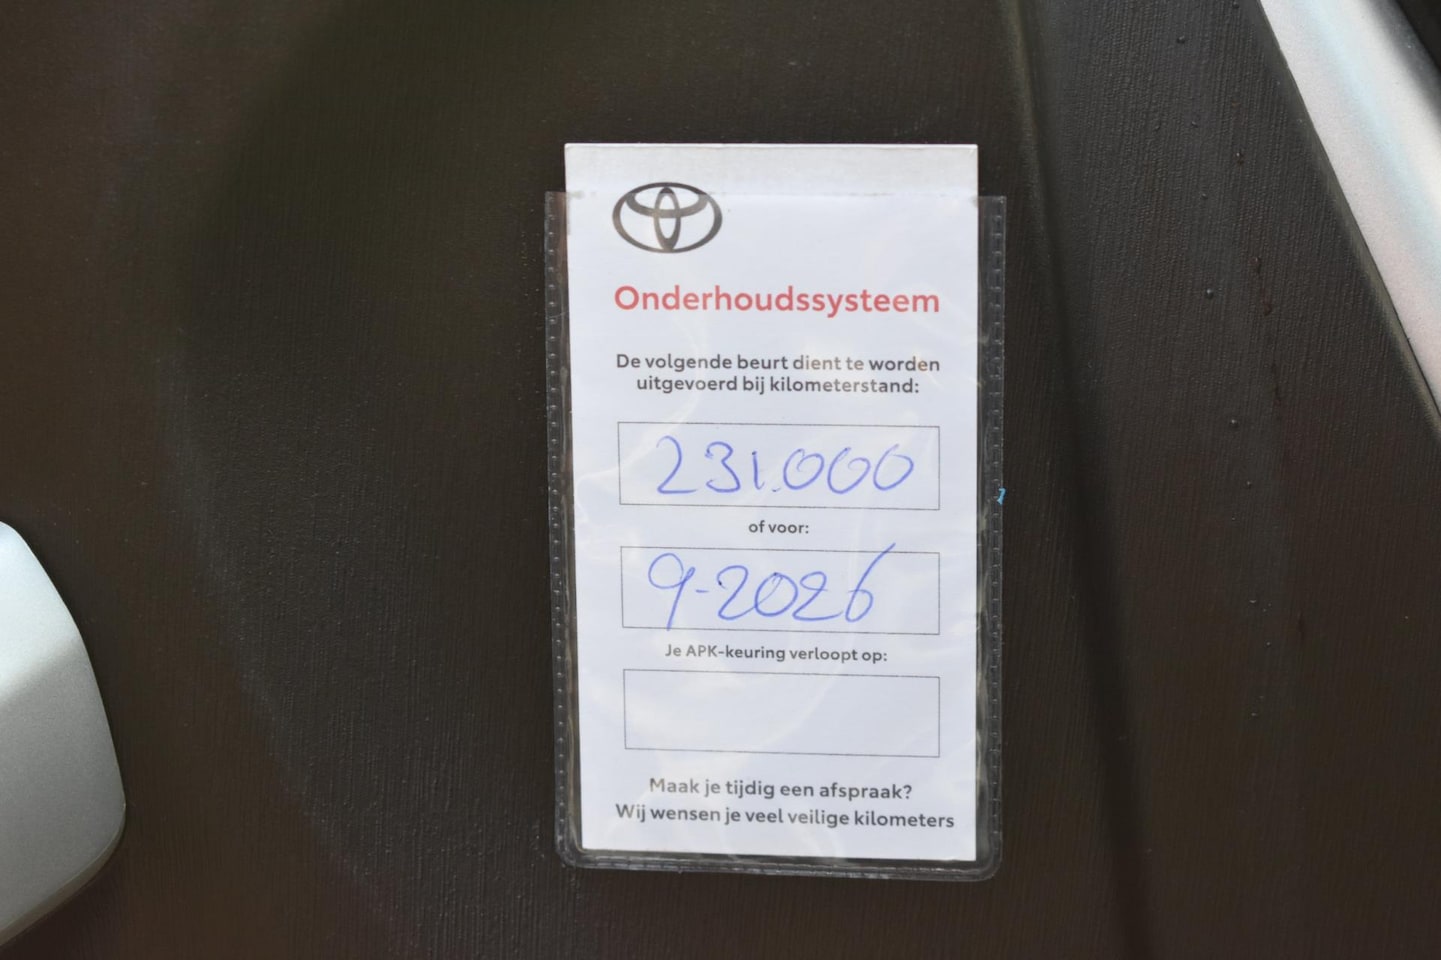 Onderhoudssysteem
De volgende beurt dient te worden
uitgevoerd bij kilometerstand:
231.000
of voor:
9-2026
Je APK-keuring verloopt op:
Maak je tijdig een afspraak?
Wij wensen je veel veilige kilometers